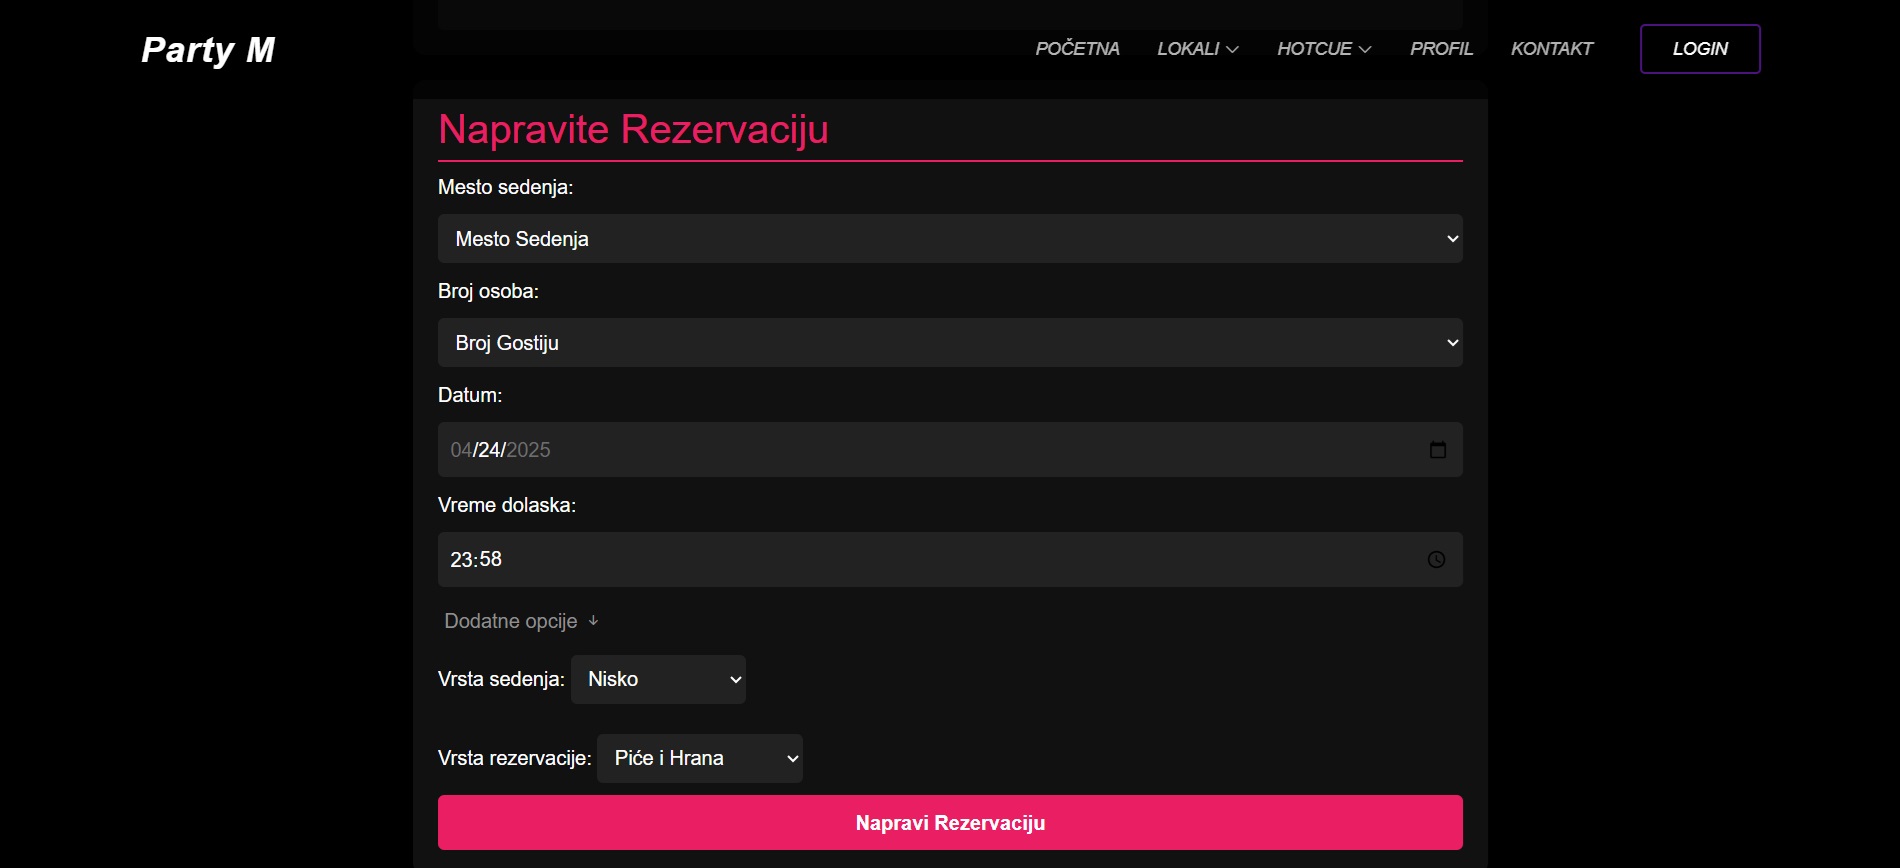 Party M
POČETNA LOKALI HOTCUE PROFIL KONTAKT LOGIN
Napravite Rezervaciju
Mesto sedenja:
Mesto Sedenja
Broj osoba:
Broj Gostiju
Datum:
04/24/2025
Vreme dolaska:
23:58
Dodatne opcije ↓
Vrsta sedenja: Nisko
Vrsta rezervacije: Piće i Hrana
Napravi Rezervaciju